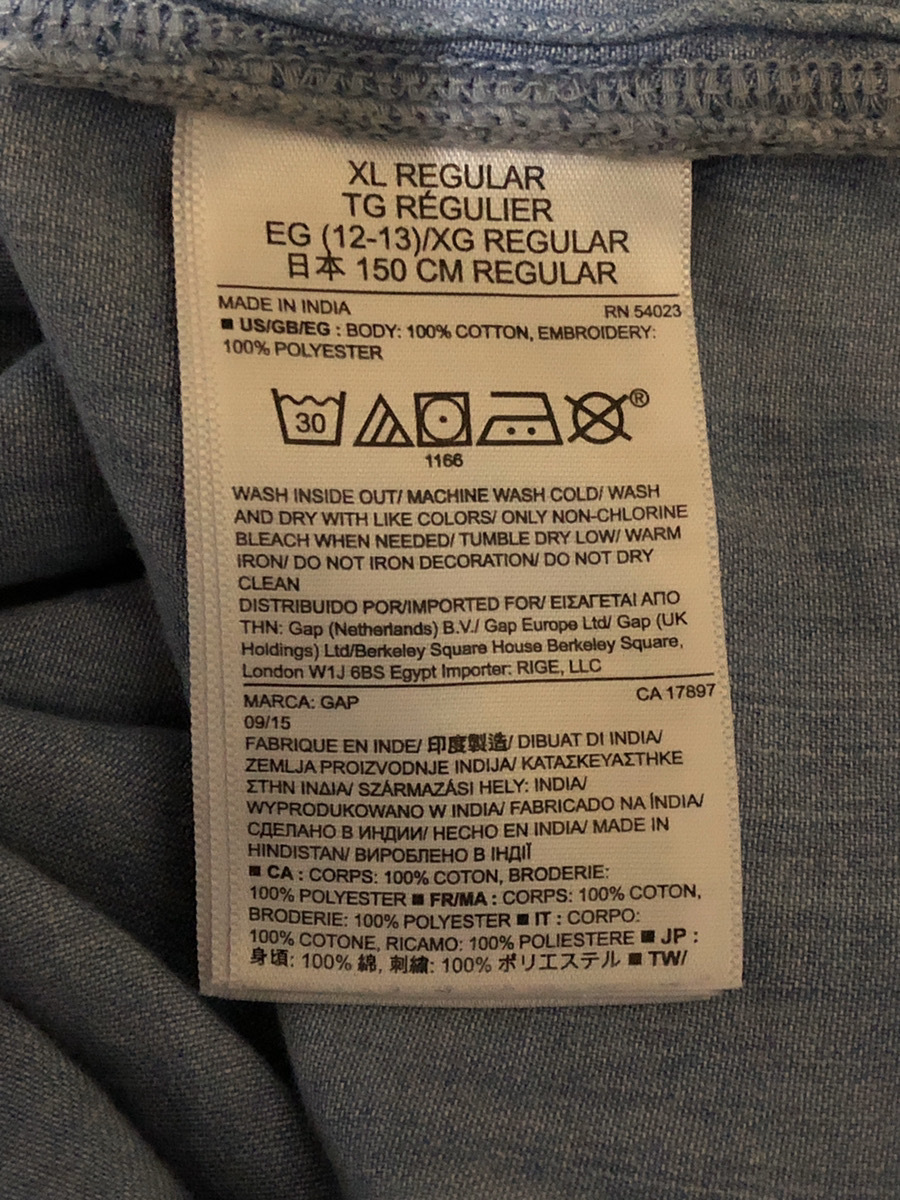 XL REGULAR
TG RÉGULIER
EG (12-13)/XG REGULAR
日本 150 CM REGULAR
MADE IN INDIA RN 54023
■ US/GB/EG : BODY: 100% COTTON, EMBROIDERY:
100% POLYESTER
30 ®
1166
WASH INSIDE OUT/ MACHINE WASH COLD/ WASH
AND DRY WITH LIKE COLORS/ ONLY NON-CHLORINE
BLEACH WHEN NEEDED/ TUMBLE DRY LOW/ WARM
IRON/ DO NOT IRON DECORATION/ DO NOT DRY
CLEAN
DISTRIBUIDO POR/IMPORTED FOR/ ΕΙΣΑΓΕΤΑΙ ΑΠΟ
ΤΗΝ: Gap (Netherlands) B.V./ Gap Europe Ltd/ Gap (UK
Holdings) Ltd/Berkeley Square House Berkeley Square,
London W1J 6BS Egypt Importer: RIGE, LLC
MARCA: GAP CA 17897
09/15
FABRIQUE EN INDE/ 印度製造/ DIBUAT DI INDIA/
ZEMLJA PROIZVODNJE INDIJA/ ΚΑΤΑΣΚΕΥΑΣΤΗΚΕ
ΣΤΗΝ ΙΝΔΙΑ/ SZÁRMAZÁSI HELY: INDIA/
WYPRODUKOWANO W INDIA/ FABRICADO NA ÍNDIA/
СДЕЛАНО В ИНДИИ/ HECHO EN INDIA/ MADE IN
HINDISTAN/ ВИРОБЛЕНО В ІНДІЇ
■ CA : CORPS: 100% COTON, BRODERIE:
100% POLYESTER ■ FR/MA : CORPS: 100% COTON,
BRODERIE: 100% POLYESTER ■ IT : CORPO:
100% COTONE, RICAMO: 100% POLIESTERE ■ JP :
身頃: 100% 綿, 刺繍: 100% ポリエステル ■ TW/